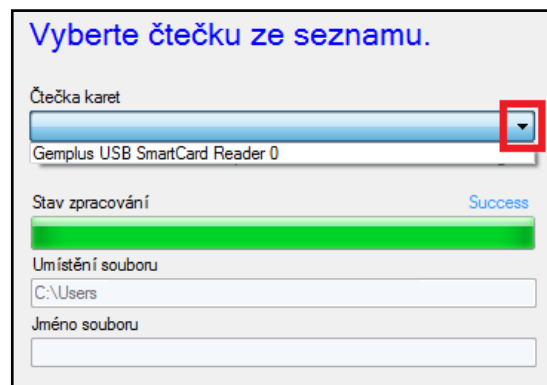 Vyberte čtečku ze seznamu.
Čtečka karet
Gemplus USB SmartCard Reader 0
Stav zpracování Success
Umístění souboru
C:\Users
Jméno souboru